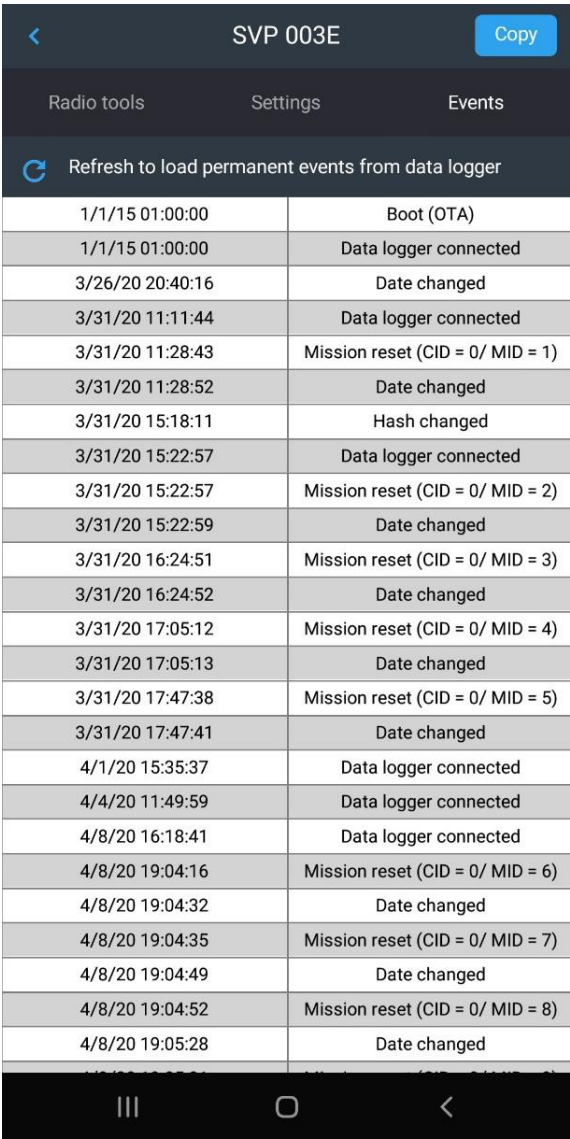 SVP 003E
Copy
Radio tools Settings Events
Refresh to load permanent events from data logger
1/1/15 01:00:00 Boot (OTA)
1/1/15 01:00:00 Data logger connected
3/26/20 20:40:16 Date changed
3/31/20 11:11:44 Data logger connected
3/31/20 11:28:43 Mission reset (CID = 0/ MID = 1)
3/31/20 11:28:52 Date changed
3/31/20 15:18:11 Hash changed
3/31/20 15:22:57 Data logger connected
3/31/20 15:22:57 Mission reset (CID = 0/ MID = 2)
3/31/20 15:22:59 Date changed
3/31/20 16:24:51 Mission reset (CID = 0/ MID = 3)
3/31/20 16:24:52 Date changed
3/31/20 17:05:12 Mission reset (CID = 0/ MID = 4)
3/31/20 17:05:13 Date changed
3/31/20 17:47:38 Mission reset (CID = 0/ MID = 5)
3/31/20 17:47:41 Date changed
4/1/20 15:35:37 Data logger connected
4/4/20 11:49:59 Data logger connected
4/8/20 16:18:41 Data logger connected
4/8/20 19:04:16 Mission reset (CID = 0/ MID = 6)
4/8/20 19:04:32 Date changed
4/8/20 19:04:35 Mission reset (CID = 0/ MID = 7)
4/8/20 19:04:49 Date changed
4/8/20 19:04:52 Mission reset (CID = 0/ MID = 8)
4/8/20 19:05:28 Date changed